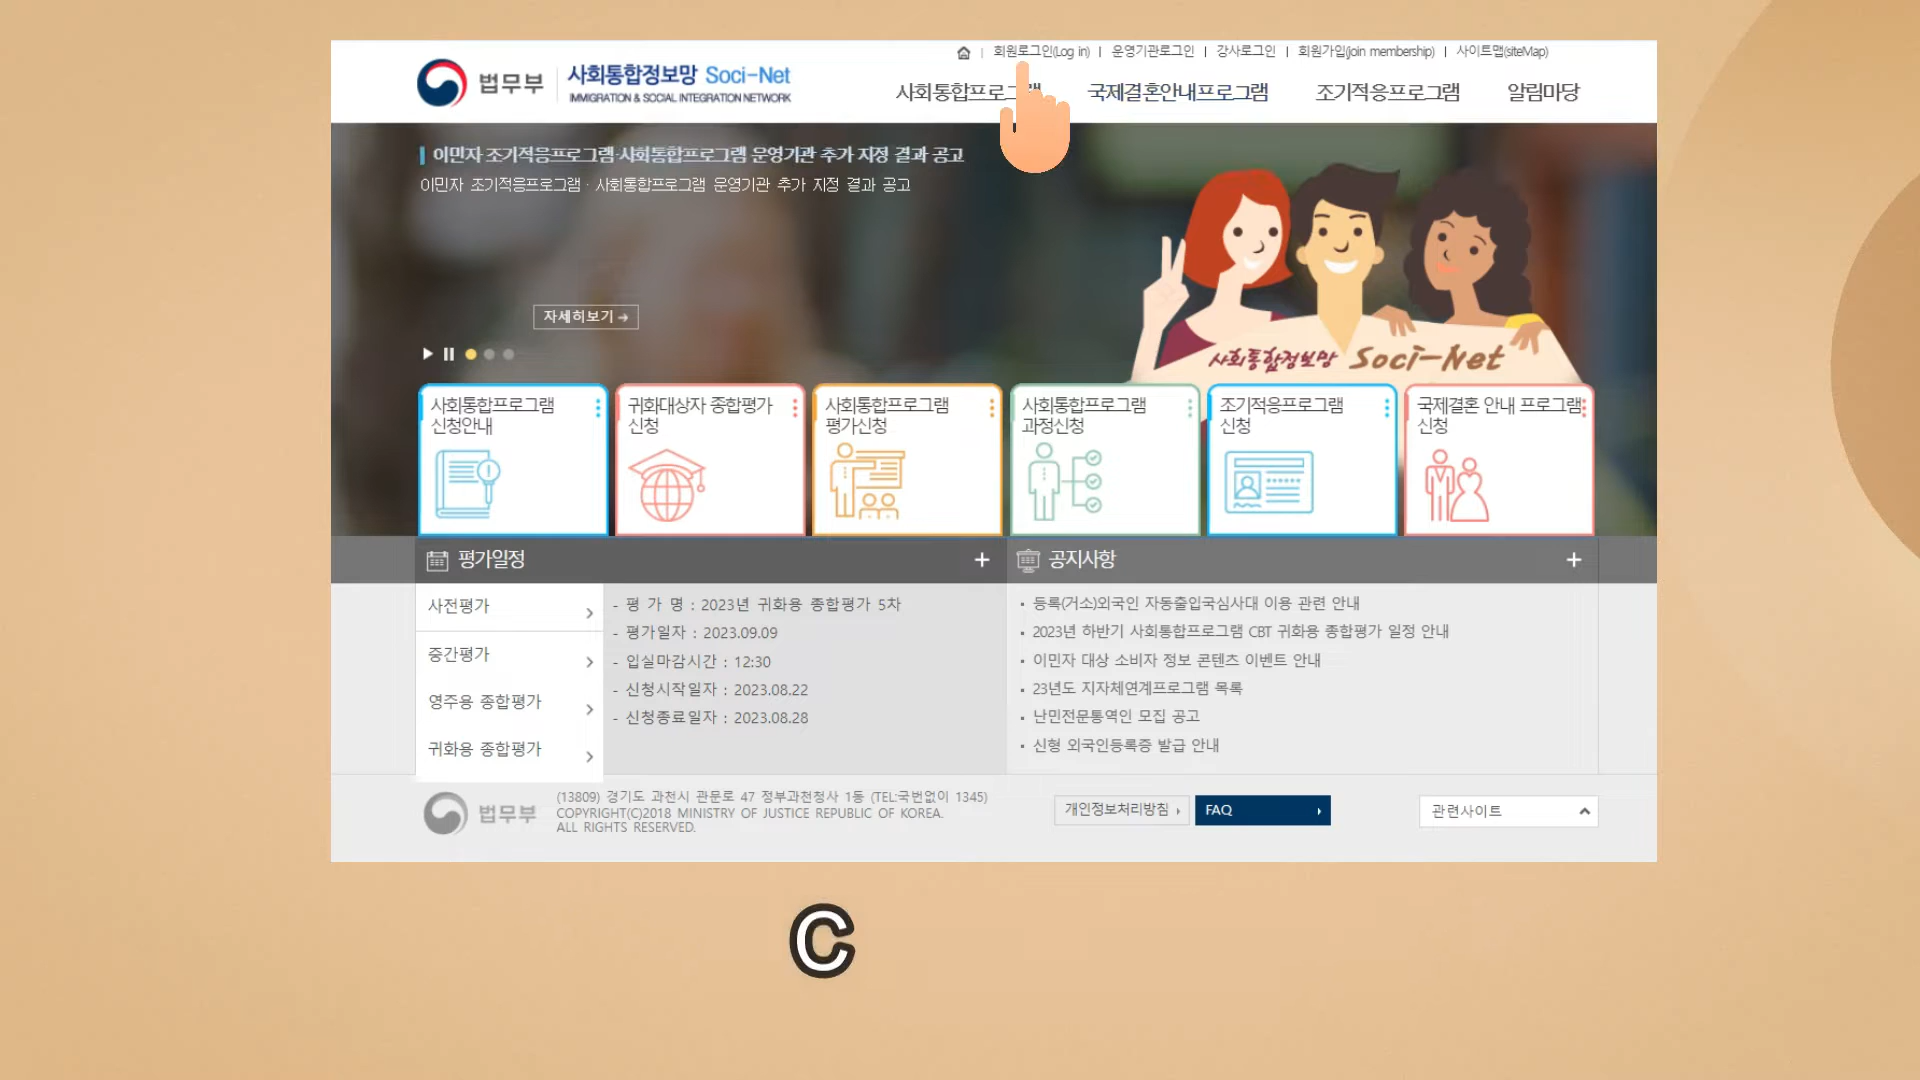 회원로그인(Log in) | 운영기관로그인 | 강사로그인 | 회원가입(join membership) | 사이트맵(siteMap)
법무부
사회통합정보망 Soci-Net
IMMIGRATION & SOCIAL INTEGRATION NETWORK
사회통합프로그램 국제결혼안내프로그램 조기적응프로그램 알림마당
이민자 조기적응프로그램·사회통합프로그램 운영기관 추가 지정 결과 공고
이민자 조기적응프로그램 · 사회통합프로그램 운영기관 추가 지정 결과 공고
자세히보기
사회통합정보망 Soci-Net
사회통합프로그램
신청안내
귀화대상자 종합평가
신청
사회통합프로그램
평가신청
사회통합프로그램
과정신청
조기적응프로그램
신청
국제결혼 안내 프로그램
신청
평가일정
사전평가
중간평가
영주용 종합평가
귀화용 종합평가
- 평 가 명 : 2023년 귀화용 종합평가 5차
- 평가일자 : 2023.09.09
- 입실마감시간 : 12:30
- 신청시작일자 : 2023.08.22
- 신청종료일자 : 2023.08.28
공지사항
등록(거소)외국인 자동출입국심사대 이용 관련 안내
2023년 하반기 사회통합프로그램 CBT 귀화용 종합평가 일정 안내
이민자 대상 소비자 정보 콘텐츠 이벤트 안내
23년도 지자체연계프로그램 목록
난민전문통역인 모집 공고
신형 외국인등록증 발급 안내
법무부
(13809) 경기도 과천시 관문로 47 정부과천청사 1동 (TEL:국번없이 1345)
COPYRIGHT(C)2018 MINISTRY OF JUSTICE REPUBLIC OF KOREA.
ALL RIGHTS RESERVED.
개인정보처리방침
FAQ
관련사이트
C